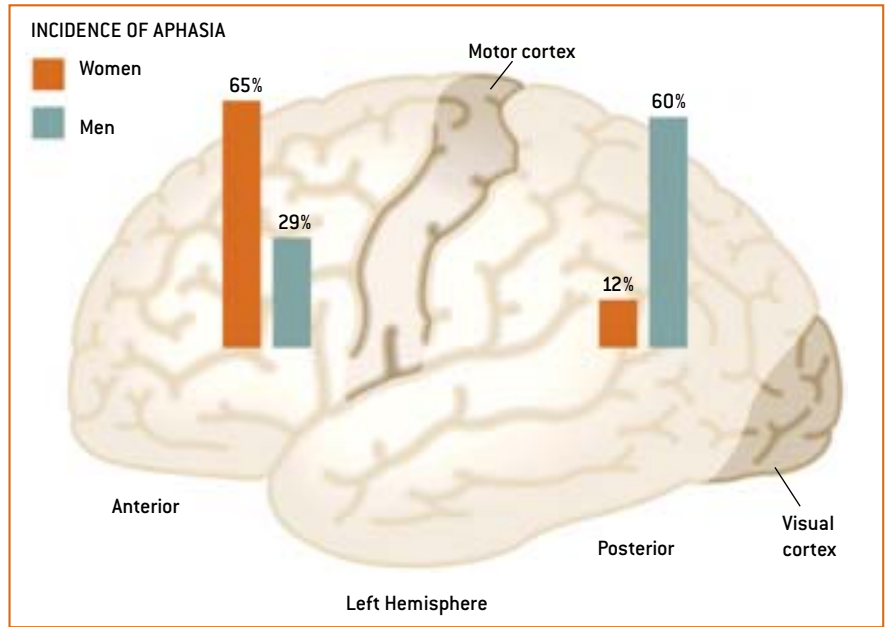 INCIDENCE OF APHASIA
Women
Men
Motor cortex
65%
29%
60%
12%
Anterior
Posterior
Visual
cortex
Left Hemisphere